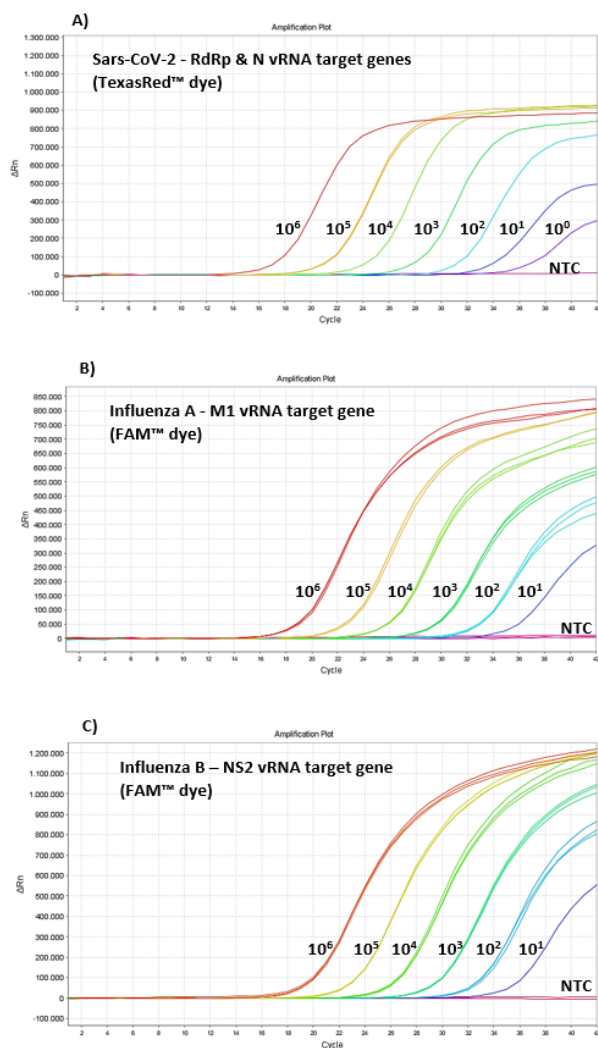 A)
Amplification Plot
Sars-CoV-2 - RdRp & N vRNA target genes
(TexasRed™ dye)
1.300.000
1.200.000
1.100.000
1.000.000
900.000
800.000
700.000
600.000
500.000
400.000
300.000
200.000
100.000
0
-100.000
ΔRn
10⁶ 10⁵ 10⁴ 10³ 10² 10¹ 10⁰
NTC
2 4 6 8 10 12 14 16 18 20 22 24 26 28 30 32 34 36 38 40 42
Cycle
B)
Amplification Plot
Influenza A - M1 vRNA target gene
(FAM™ dye)
850.000
800.000
750.000
700.000
650.000
600.000
550.000
500.000
450.000
400.000
350.000
300.000
250.000
200.000
150.000
100.000
50.000
0
ΔRn
10⁶ 10⁵ 10⁴ 10³ 10² 10¹
NTC
2 4 6 8 10 12 14 16 18 20 22 24 26 28 30 32 34 36 38 40 42
Cycle
C)
Amplification Plot
Influenza B – NS2 vRNA target gene
(FAM™ dye)
1.200.000
1.100.000
1.000.000
900.000
800.000
700.000
600.000
500.000
400.000
300.000
200.000
100.000
0
-100.000
ΔRn
10⁶ 10⁵ 10⁴ 10³ 10² 10¹
NTC
2 4 6 8 10 12 14 16 18 20 22 24 26 28 30 32 34 36 38 40 42
Cycle